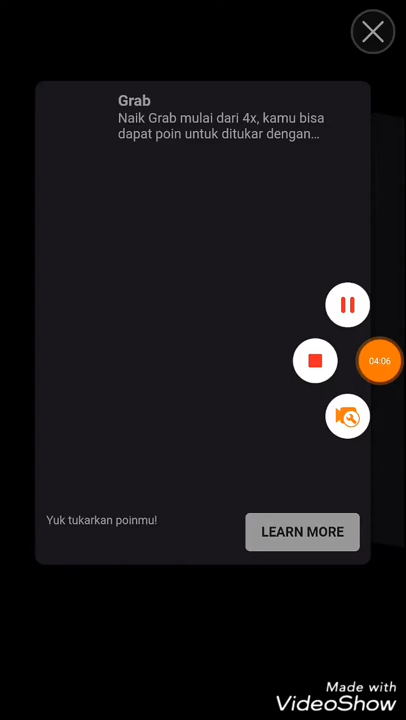 Grab
Naik Grab mulai dari 4x, kamu bisa
dapat poin untuk ditukar dengan...
04:06
Yuk tukarkan poinmu!
LEARN MORE
Made with
VideoShow